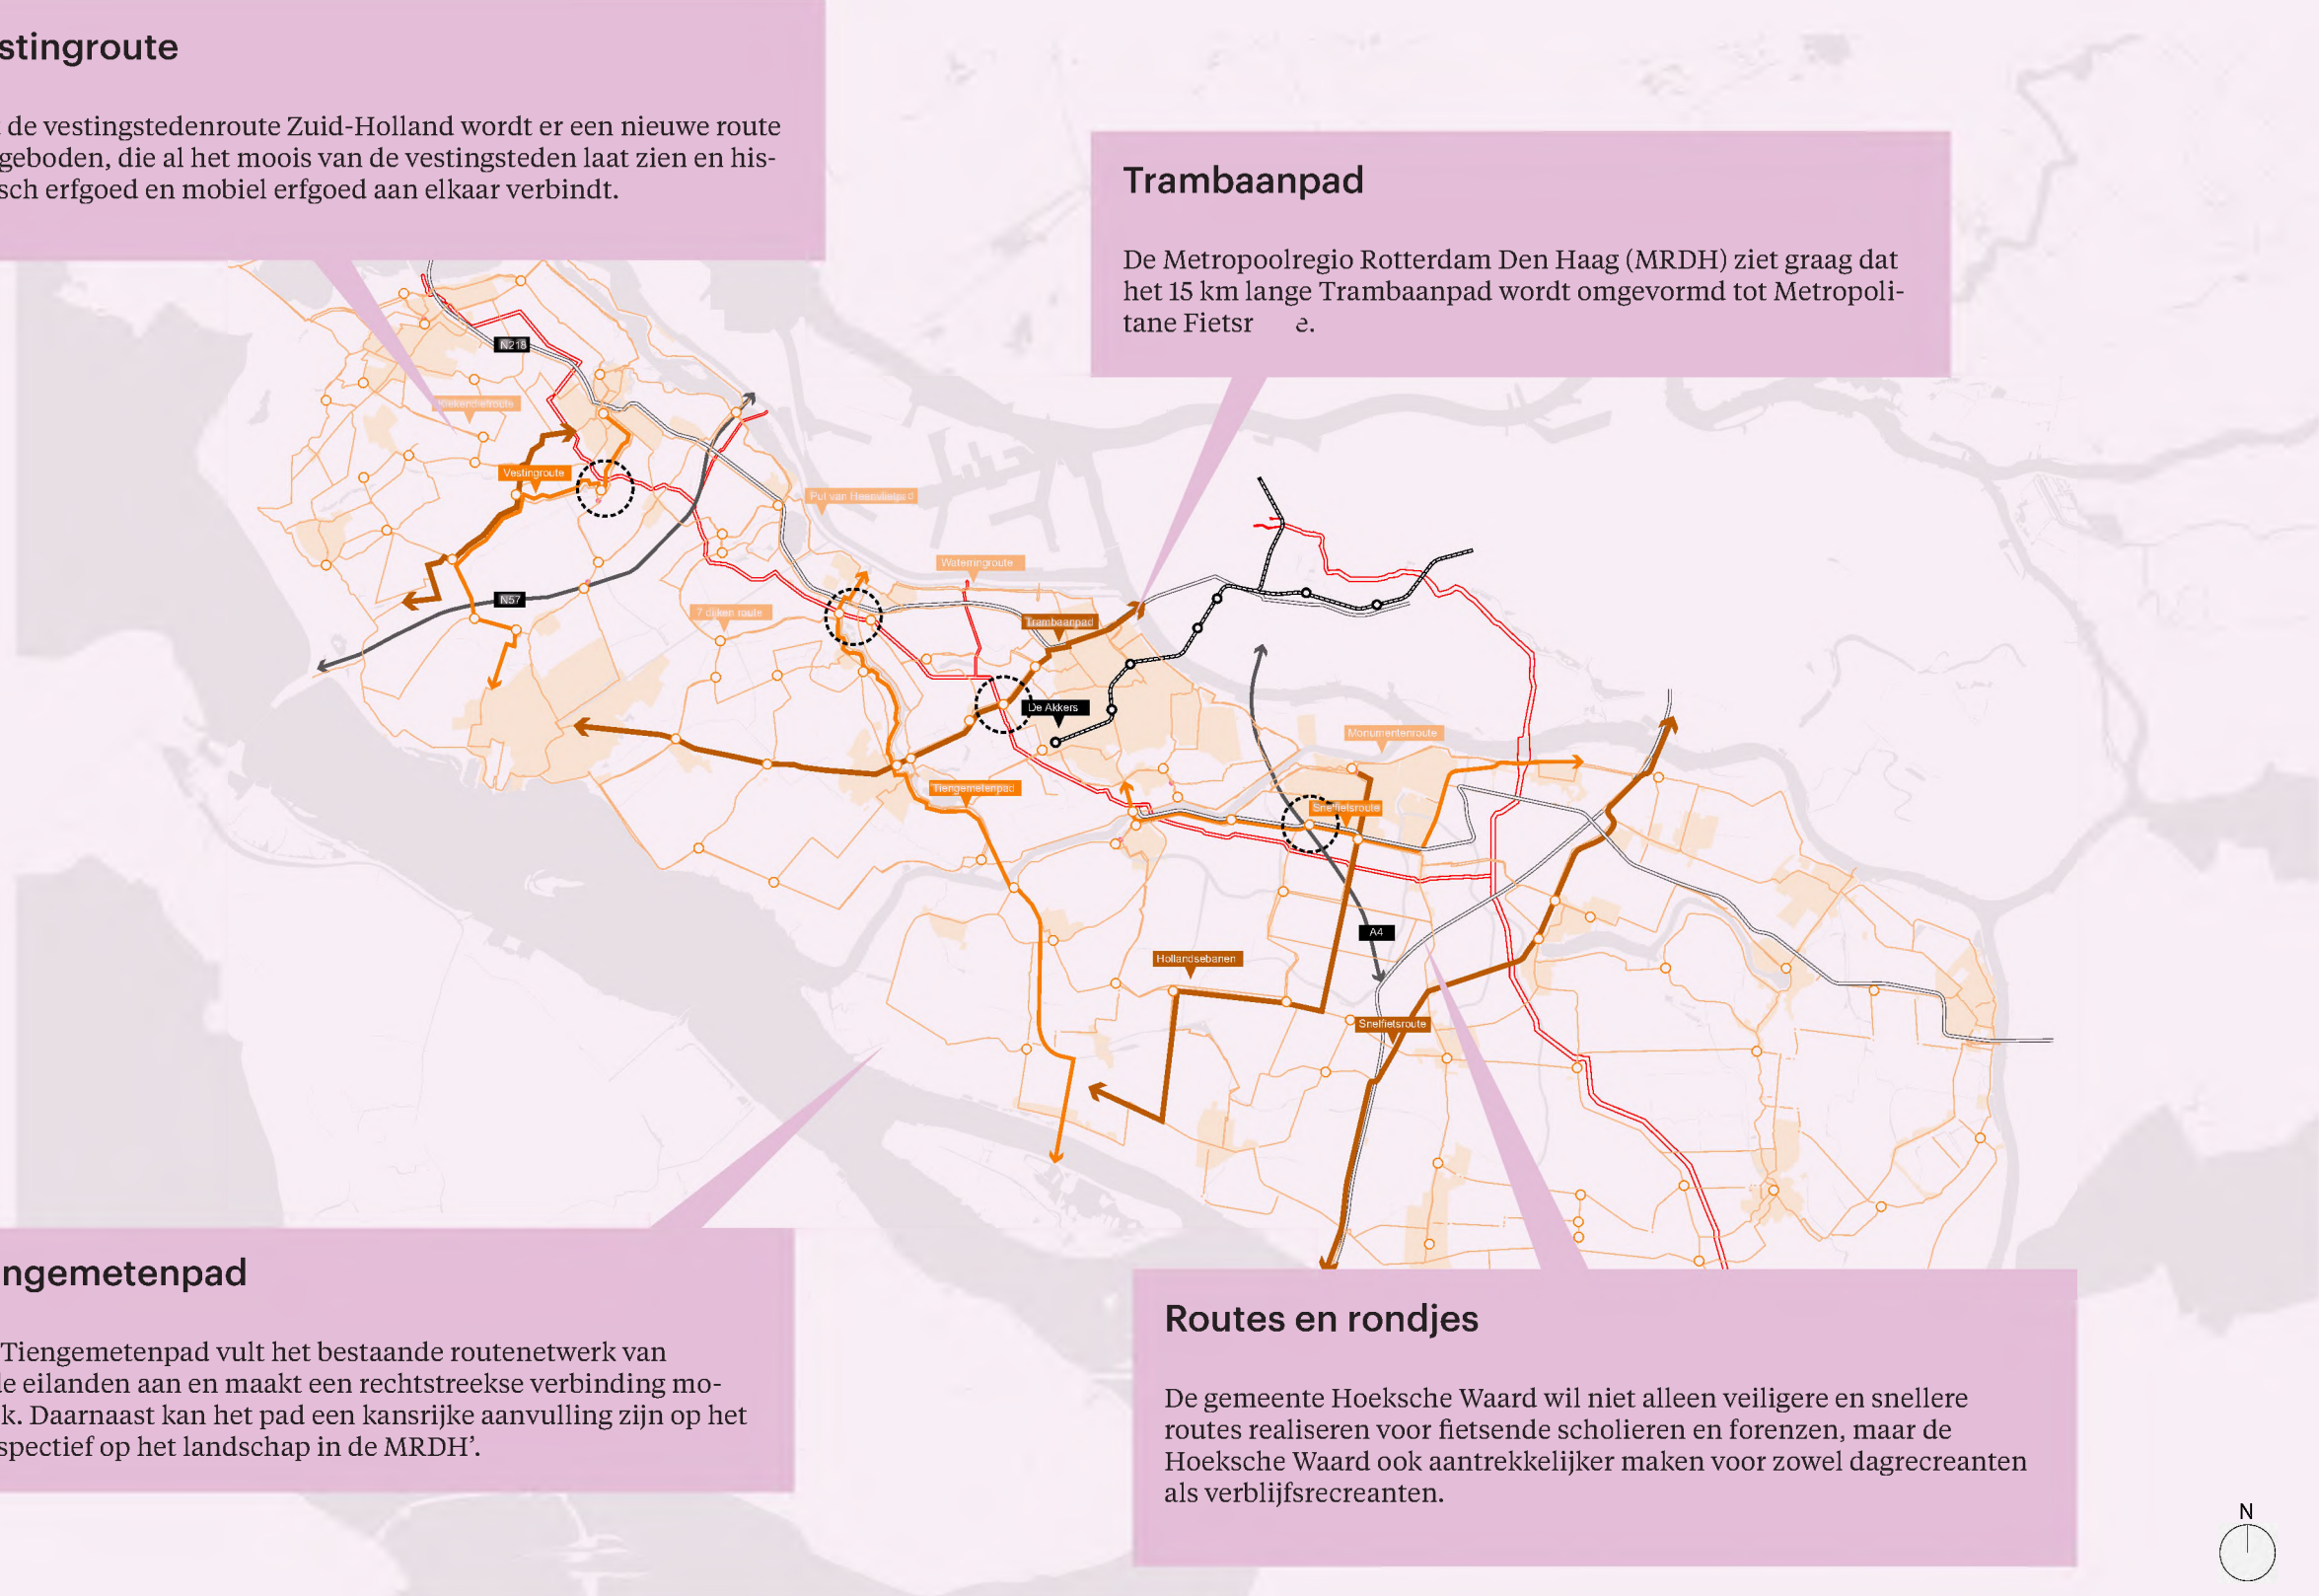 stingroute
de vestingstedenroute Zuid-Holland wordt er een nieuwe route
geboden, die al het moois van de vestingsteden laat zien en his-
sch erfgoed en mobiel erfgoed aan elkaar verbindt.
Trambaanpad
De Metropoolregio Rotterdam Den Haag (MRDH) ziet graag dat
het 15 km lange Trambaanpad wordt omgevormd tot Metropoli-
tane Fietsr e.
N218
Vestingroute
N57
7 dijken route
Waterringroute
Trambaanpad
De Akkers
Monumentenroute
Tiengemetenpad
Snelfietsroute
A4
Hollandsebanen
Snelfietsroute
ngemetenpad
Tiengemetenpad vult het bestaande routenetwerk van
e eilanden aan en maakt een rechtstreekse verbinding mo-
k. Daarnaast kan het pad een kansrijke aanvulling zijn op het
spectief op het landschap in de MRDH’.
Routes en rondjes
De gemeente Hoeksche Waard wil niet alleen veiligere en snellere
routes realiseren voor fietsende scholieren en forenzen, maar de
Hoeksche Waard ook aantrekkelijker maken voor zowel dagrecreanten
als verblijfsrecreanten.
N